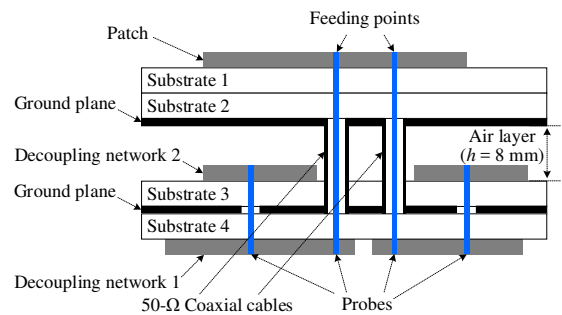 Feeding points
Patch
Substrate 1
Substrate 2
Ground plane
Air layer
(h = 8 mm)
Decoupling network 2
Substrate 3
Ground plane
Substrate 4
Decoupling network 1
50-Ω Coaxial cables
Probes